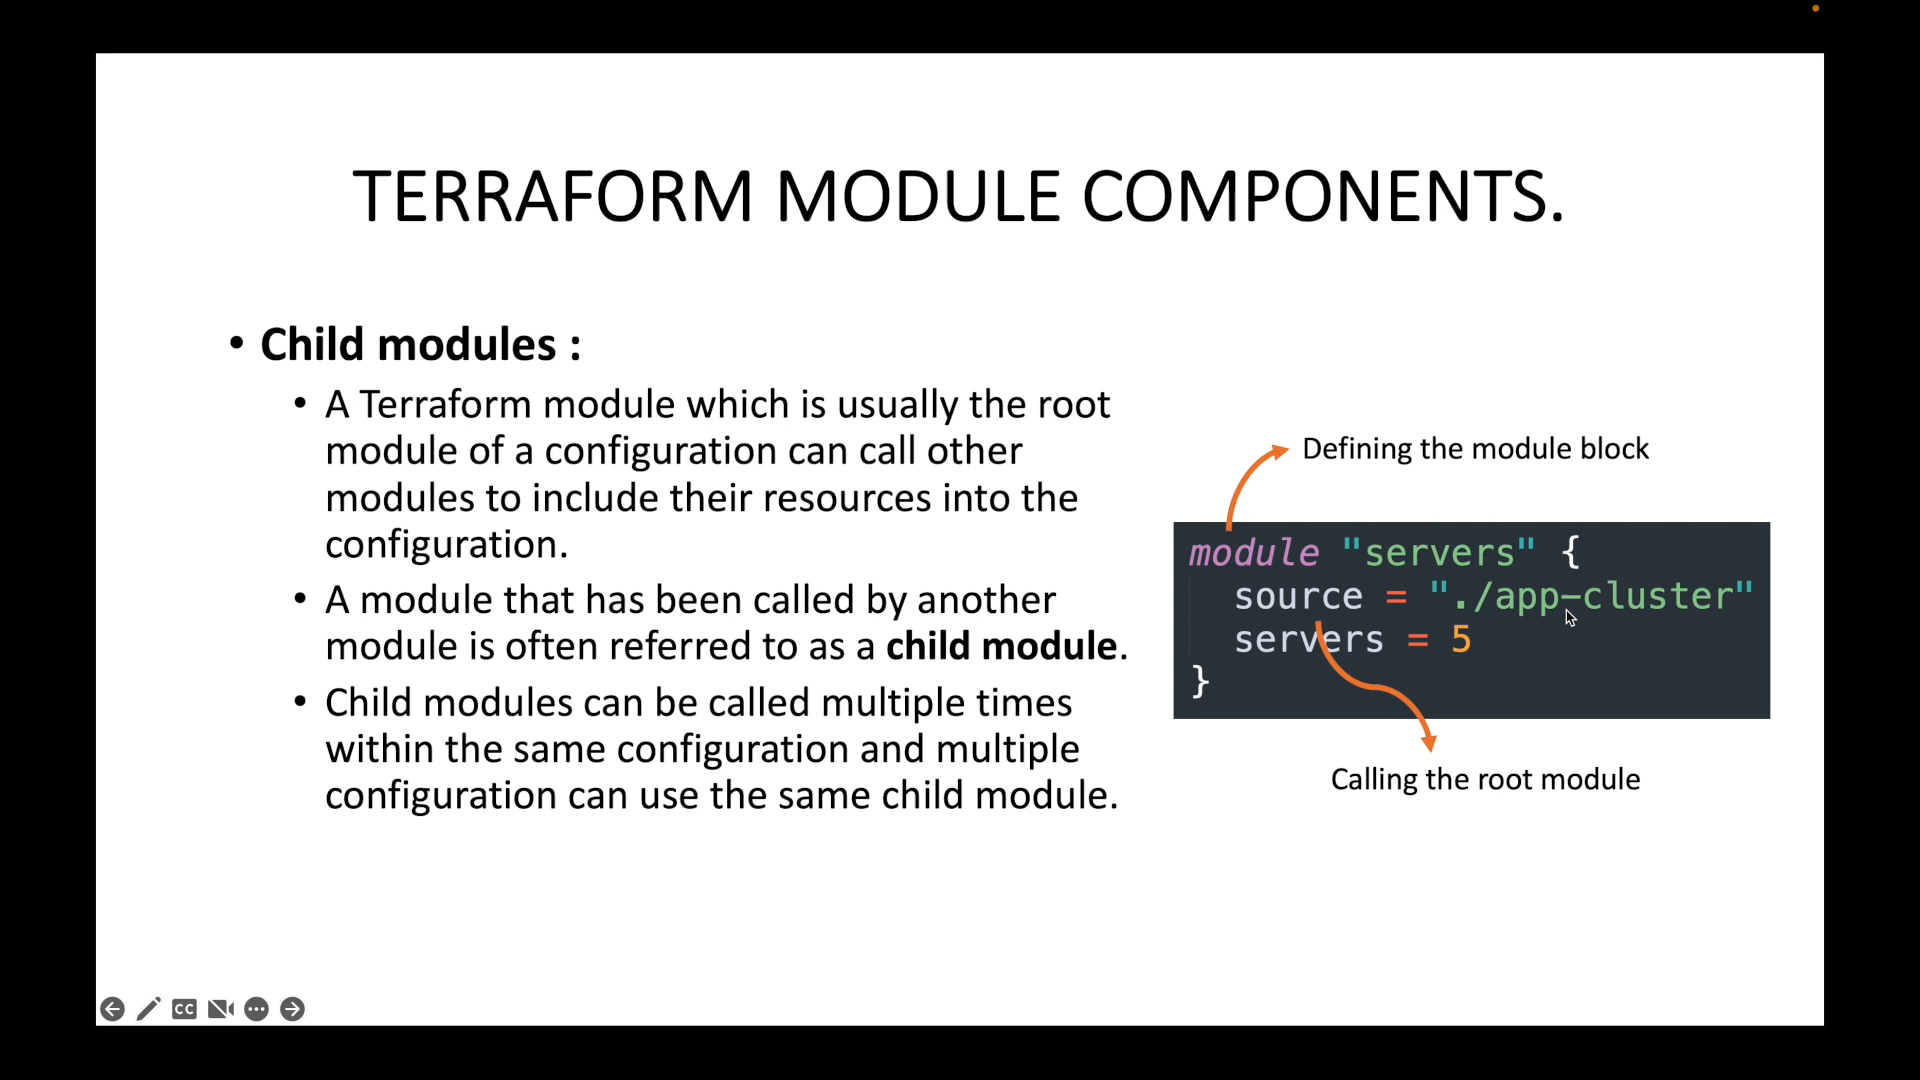 TERRAFORM MODULE COMPONENTS.
• Child modules :
• A Terraform module which is usually the root
module of a configuration can call other
modules to include their resources into the
configuration.
• A module that has been called by another
module is often referred to as a child module.
• Child modules can be called multiple times
within the same configuration and multiple
configuration can use the same child module.
Defining the module block
module "servers" {
source = "./app-cluster"
servers = 5
}
Calling the root module
CC